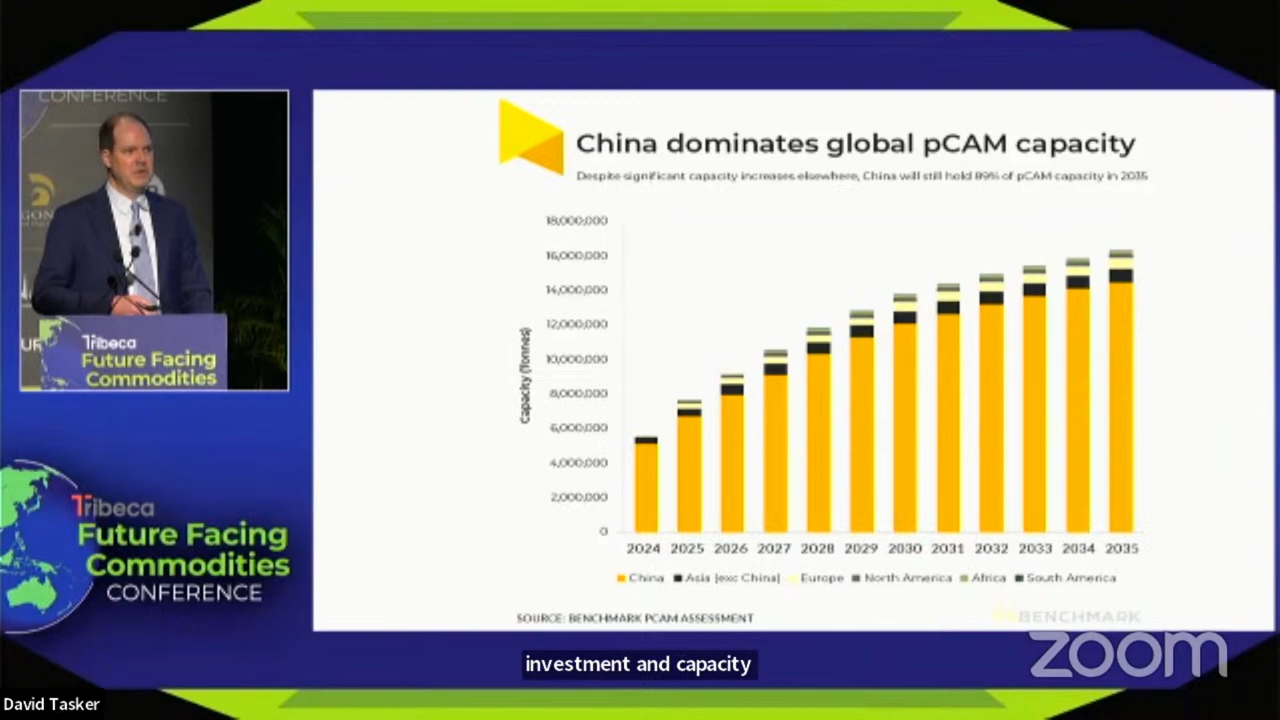 CONFERENCE
GON
UR
Tribeca
Future Facing
Commodities
Tribeca
Future Facing
Commodities
CONFERENCE
China dominates global pCAM capacity
Despite significant capacity increases elsewhere, China will still hold 89% of pCAM capacity in 2035
Capacity (Tonnes)
18,000,000
16,000,000
14,000,000
12,000,000
10,000,000
8,000,000
6,000,000
4,000,000
2,000,000
0
2024 2025 2026 2027 2028 2029 2030 2031 2032 2033 2034 2035
China Asia (exc China) Europe North America Africa South America
SOURCE: BENCHMARK PCAM ASSESSMENT
BENCHMARK
zoom
investment and capacity
David Tasker